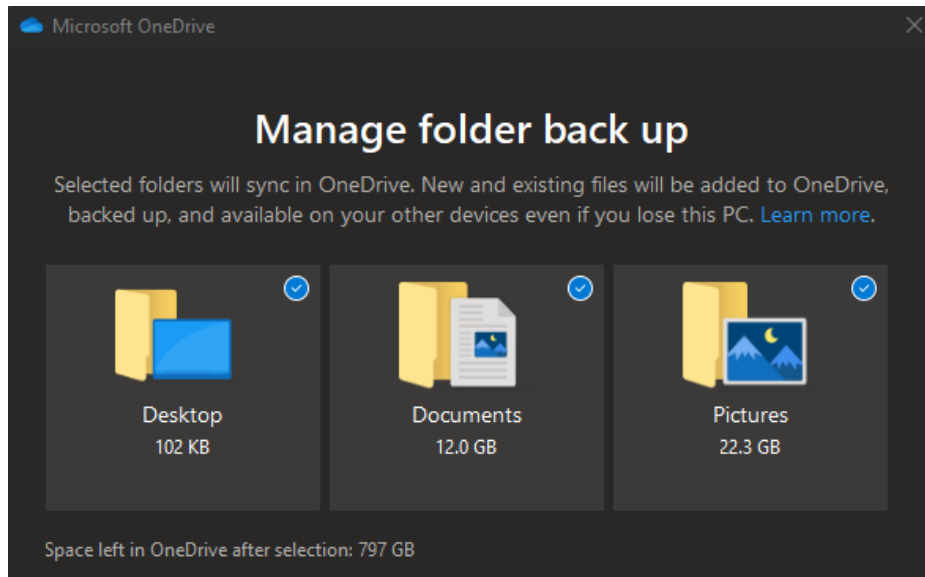 Microsoft OneDrive
Manage folder back up
Selected folders will sync in OneDrive. New and existing files will be added to OneDrive,
backed up, and available on your other devices even if you lose this PC. Learn more.
Desktop
102 KB
Documents
12.0 GB
Pictures
22.3 GB
Space left in OneDrive after selection: 797 GB